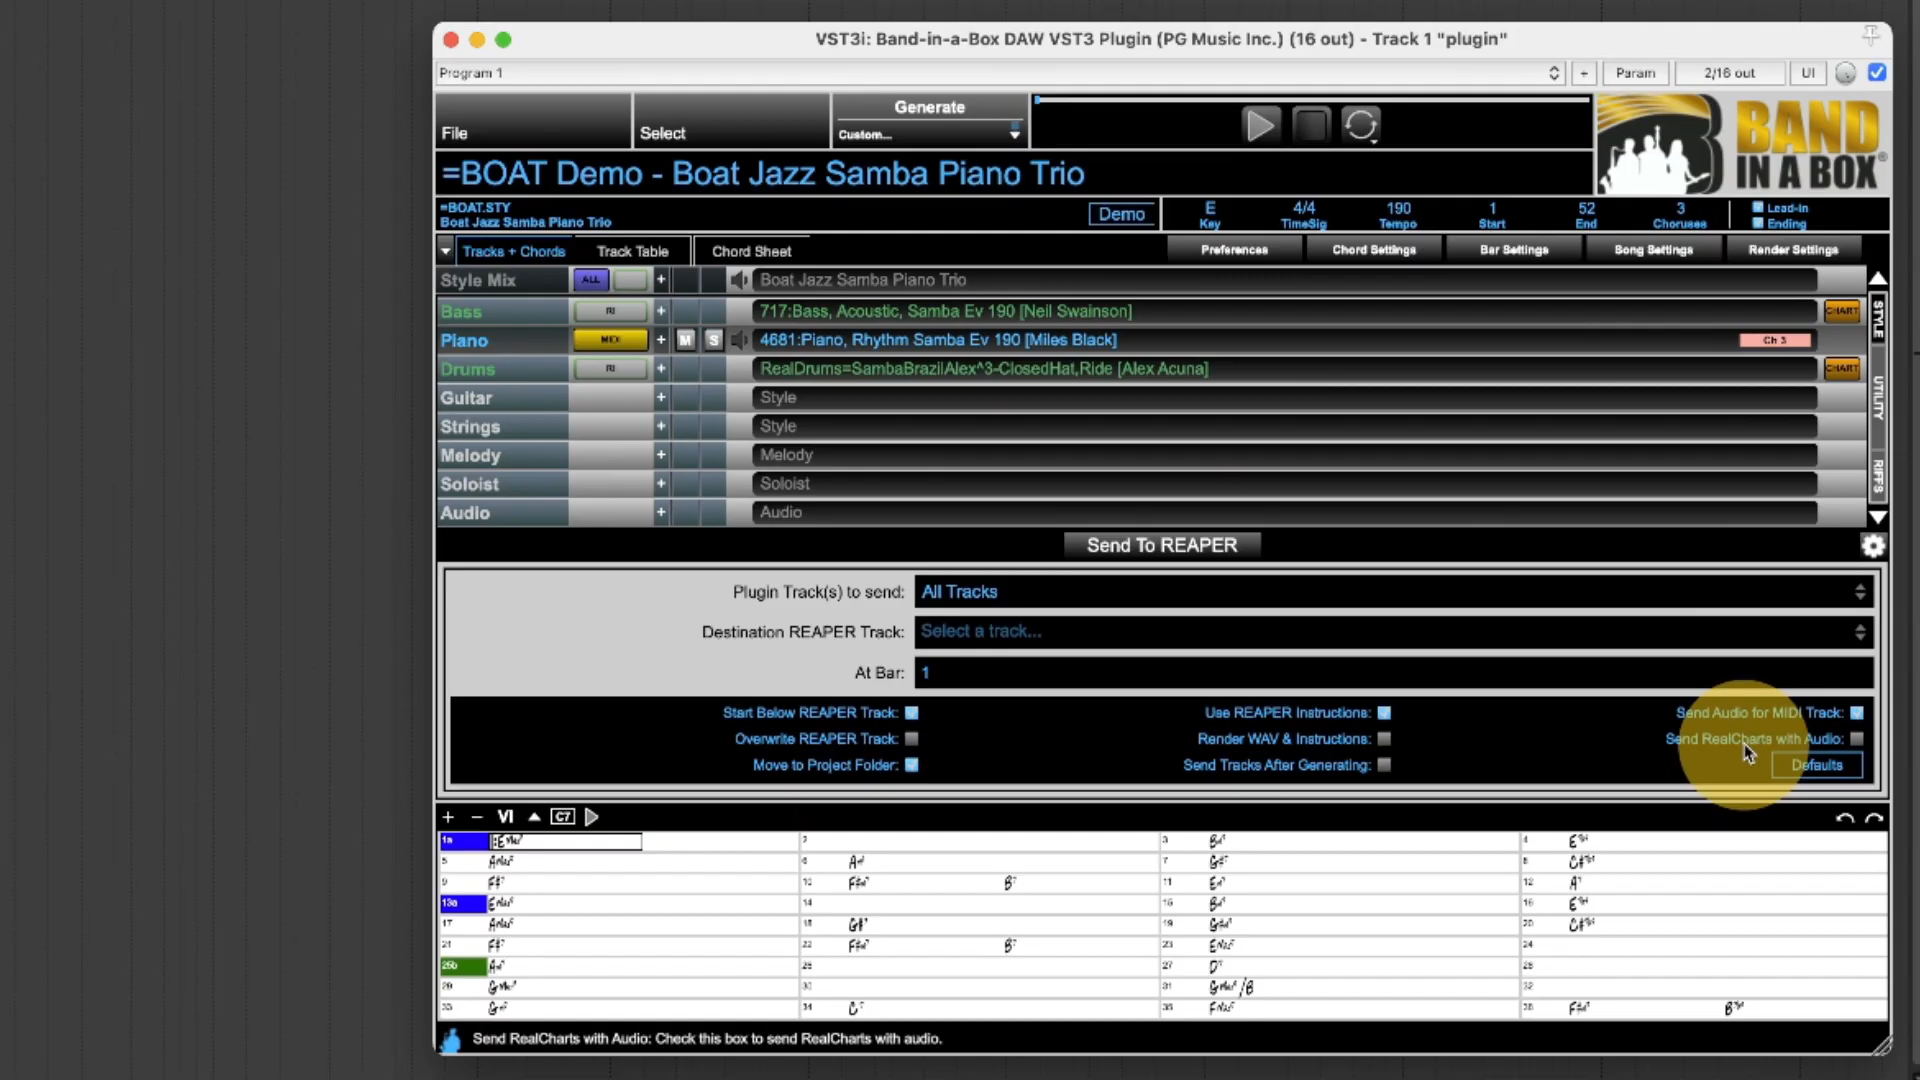 VST3i: Band-in-a-Box DAW VST3 Plugin (PG Music Inc.) (16 out) - Track 1 "plugin"
Program 1
+
Param
2/16 out
UI
File
Select
Generate
Custom...
BAND
IN A BOX®
=BOAT Demo - Boat Jazz Samba Piano Trio
=BOAT.STY
Boat Jazz Samba Piano Trio
Demo
E
Key
4/4
TimeSig
190
Tempo
1
Start
52
End
3
Choruses
Lead-In
Ending
Tracks + Chords
Track Table
Chord Sheet
Preferences
Chord Settings
Bar Settings
Song Settings
Render Settings
Style Mix ALL + Boat Jazz Samba Piano Trio
Bass RI + 717:Bass, Acoustic, Samba Ev 190 [Neil Swainson] CHART
Piano MIDI + M S 4681:Piano, Rhythm Samba Ev 190 [Miles Black] Ch 3
Drums RI + RealDrums=SambaBrazilAlex^3-ClosedHat,Ride [Alex Acuna] CHART
Guitar + Style
Strings + Style
Melody + Melody
Soloist + Soloist
Audio + Audio
STYLE
UTILITY
RIFFS
Send To REAPER
Plugin Track(s) to send: All Tracks
Destination REAPER Track: Select a track...
At Bar: 1
Start Below REAPER Track:
Use REAPER Instructions:
Send Audio for MIDI Track:
Overwrite REAPER Track:
Render WAV & Instructions:
Send RealCharts with Audio:
Move to Project Folder:
Send Tracks After Generating:
Defaults
+ − VI C7
Send RealCharts with Audio: Check this box to send RealCharts with audio.